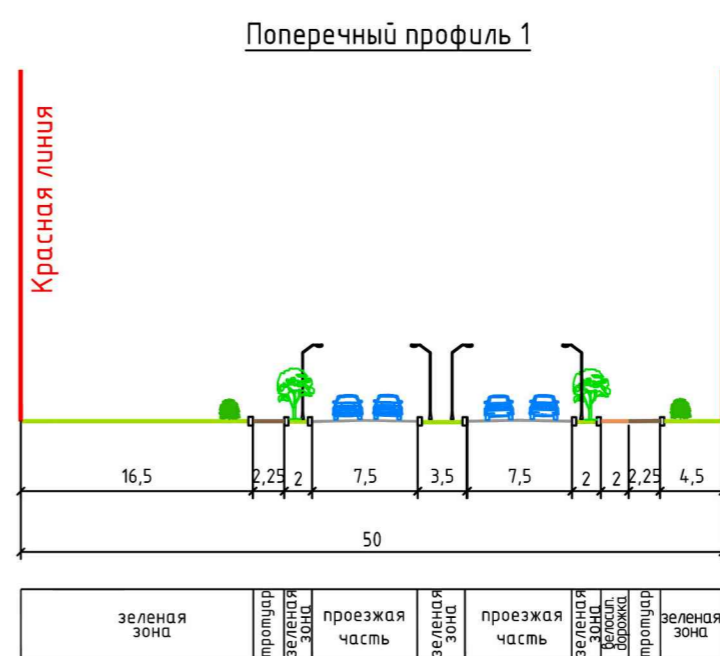 Поперечный профиль 1
Красная линия
16,5 2,25 2 7,5 3,5 7,5 2 2 2,25 4,5
50
зеленая зона
тротуар
зеленая зона
проезжая часть
зеленая зона
проезжая часть
зеленая зона
велосип. дорожка
тротуар
зеленая зона